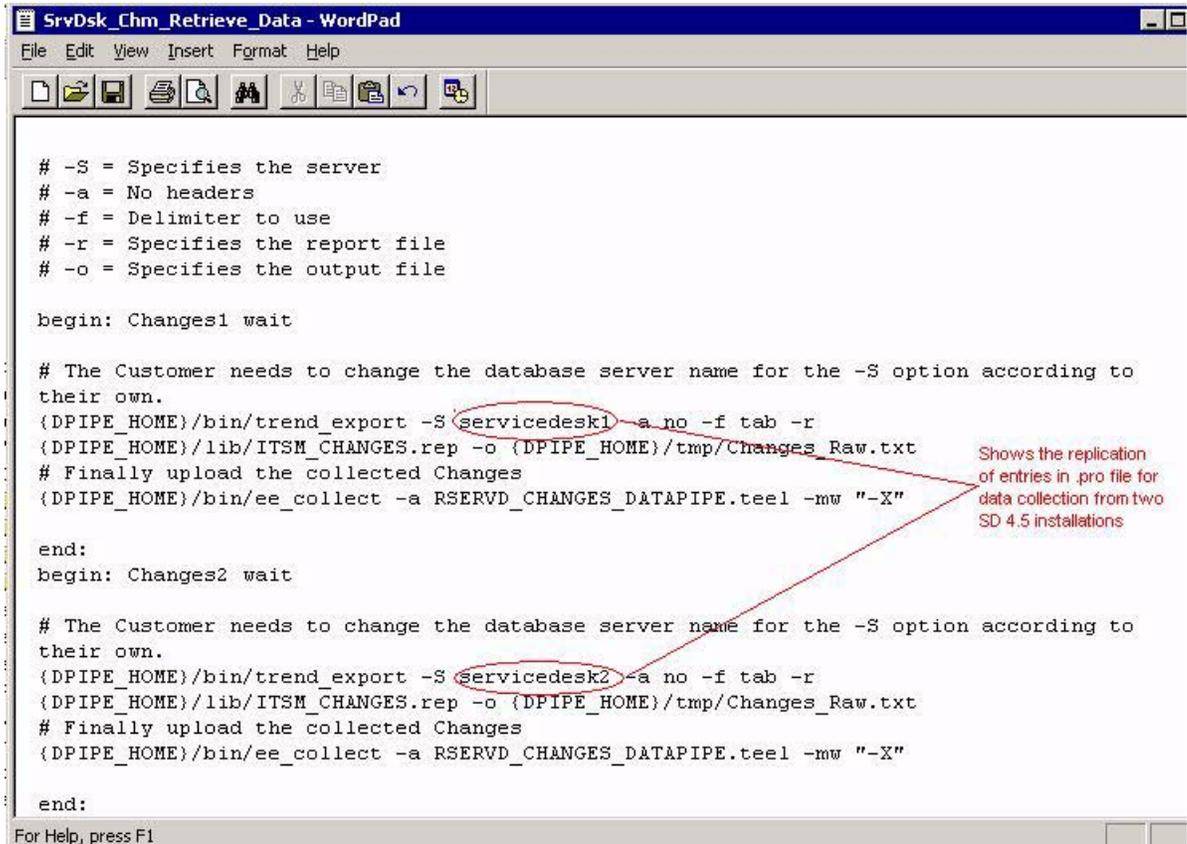 SrvDsk_Chm_Retrieve_Data - WordPad
File Edit View Insert Format Help
# -S = Specifies the server
# -a = No headers
# -f = Delimiter to use
# -r = Specifies the report file
# -o = Specifies the output file
begin: Changes1 wait
# The Customer needs to change the database server name for the -S option according to
their own.
{DPIPE_HOME}/bin/trend_export -S servicedesk1 -a no -f tab -r
{DPIPE_HOME}/lib/ITSM_CHANGES.rep -o {DPIPE_HOME}/tmp/Changes_Raw.txt
# Finally upload the collected Changes
{DPIPE_HOME}/bin/ee_collect -a RSERVD_CHANGES_DATAPIPE.teel -mw "-X"
end:
begin: Changes2 wait
# The Customer needs to change the database server name for the -S option according to
their own.
{DPIPE_HOME}/bin/trend_export -S servicedesk2 -a no -f tab -r
{DPIPE_HOME}/lib/ITSM_CHANGES.rep -o {DPIPE_HOME}/tmp/Changes_Raw.txt
# Finally upload the collected Changes
{DPIPE_HOME}/bin/ee_collect -a RSERVD_CHANGES_DATAPIPE.teel -mw "-X"
end:
Shows the replication
of entries in .pro file for
data collection from two
SD 4.5 installations
For Help, press F1